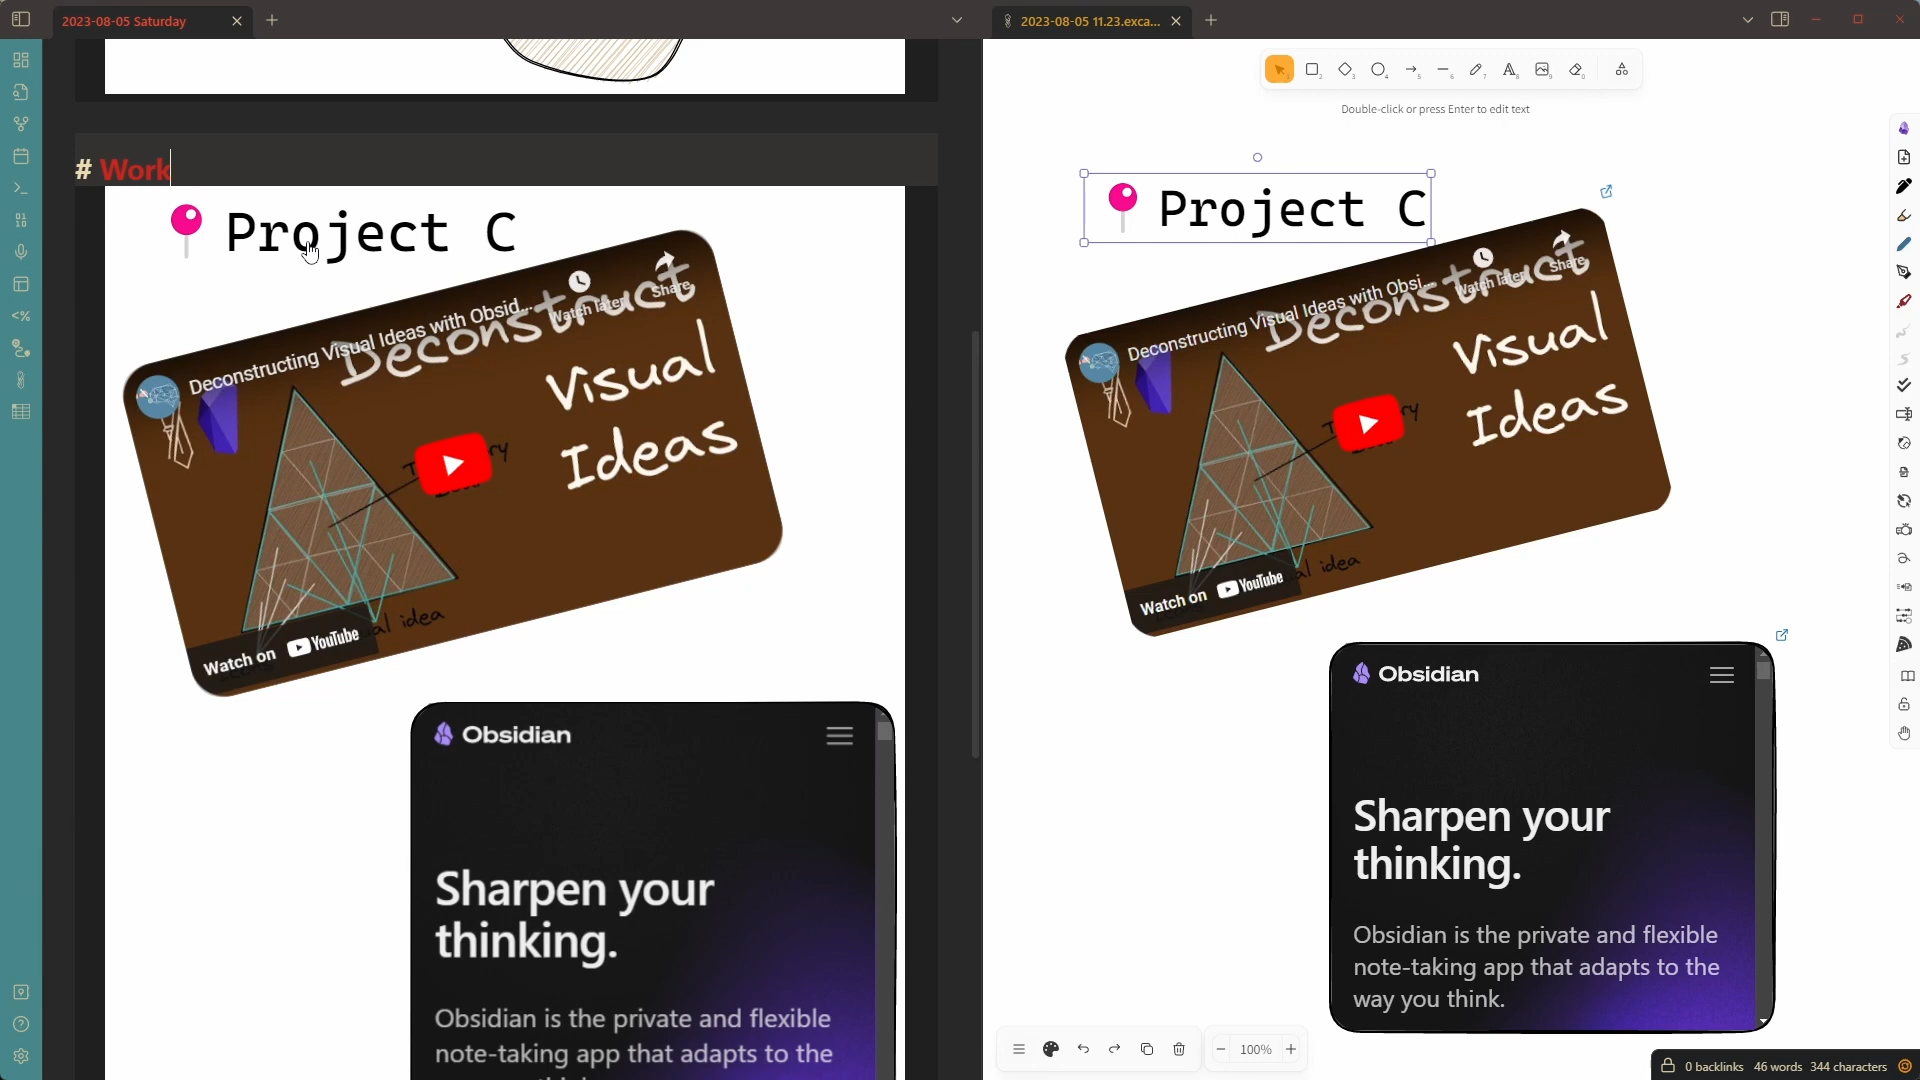 2023-08-05 Saturday
2023-08-05 11.23.exca...
Double-click or press Enter to edit text
# Work
📍 Project C
Deconstructing Visual Ideas with Obsid...
Watch later
Share
Deconstruct
Visual
Ideas
idea
Watch on YouTube
Obsidian
Sharpen your
thinking.
Obsidian is the private and flexible
note-taking app that adapts to the
📍 Project C
Deconstructing Visual Ideas with Obsi...
Watch later
Share
Deconstruct
Visual
Ideas
idea
Watch on YouTube
Obsidian
Sharpen your
thinking.
Obsidian is the private and flexible
note-taking app that adapts to the
way you think.
100%
0 backlinks 46 words 344 characters